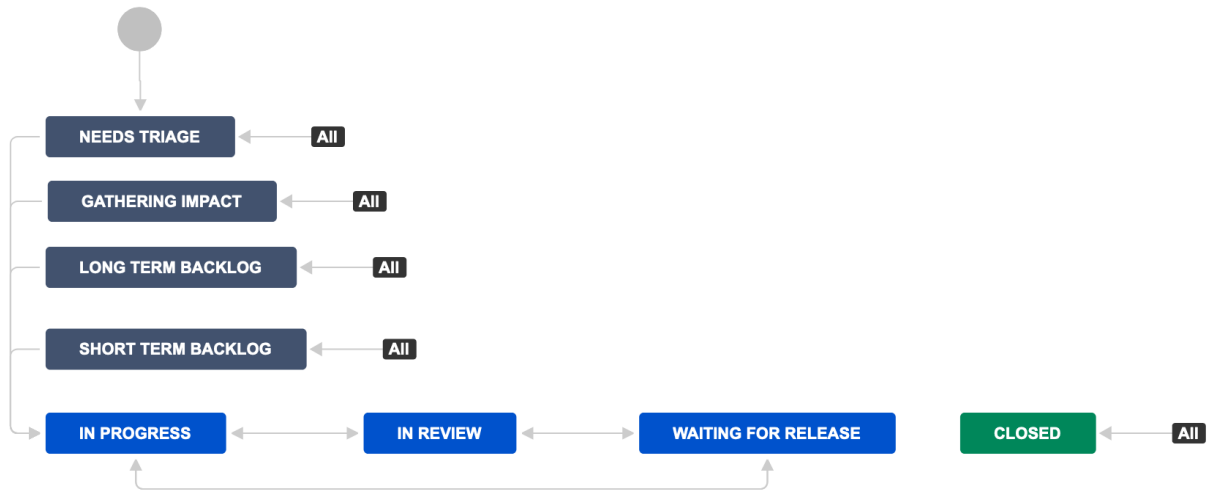 NEEDS TRIAGE All
GATHERING IMPACT All
LONG TERM BACKLOG All
SHORT TERM BACKLOG All
IN PROGRESS IN REVIEW WAITING FOR RELEASE CLOSED All